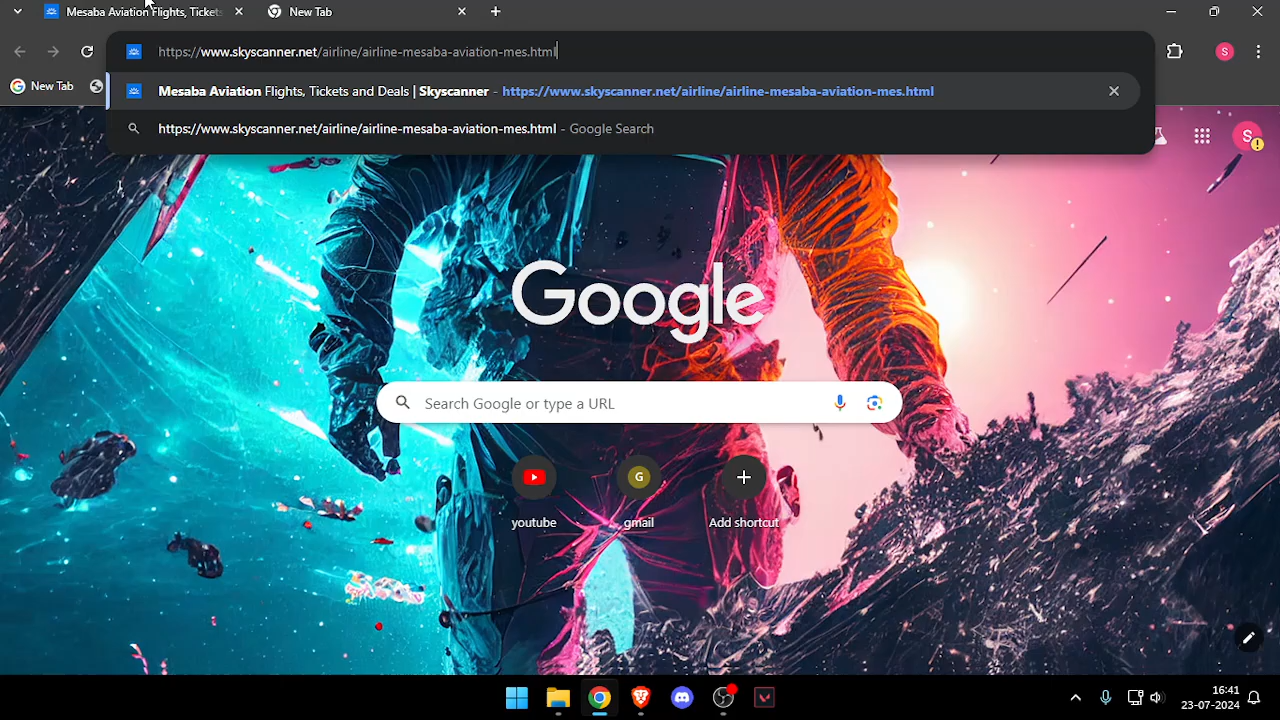 Mesaba Aviation Flights, Tickets
New Tab
https://www.skyscanner.net/airline/airline-mesaba-aviation-mes.html
New Tab
S
Mesaba Aviation Flights, Tickets and Deals | Skyscanner - https://www.skyscanner.net/airline/airline-mesaba-aviation-mes.html
https://www.skyscanner.net/airline/airline-mesaba-aviation-mes.html - Google Search
S
Google
Search Google or type a URL
G
youtube
gmail
Add shortcut
16:41
23-07-2024